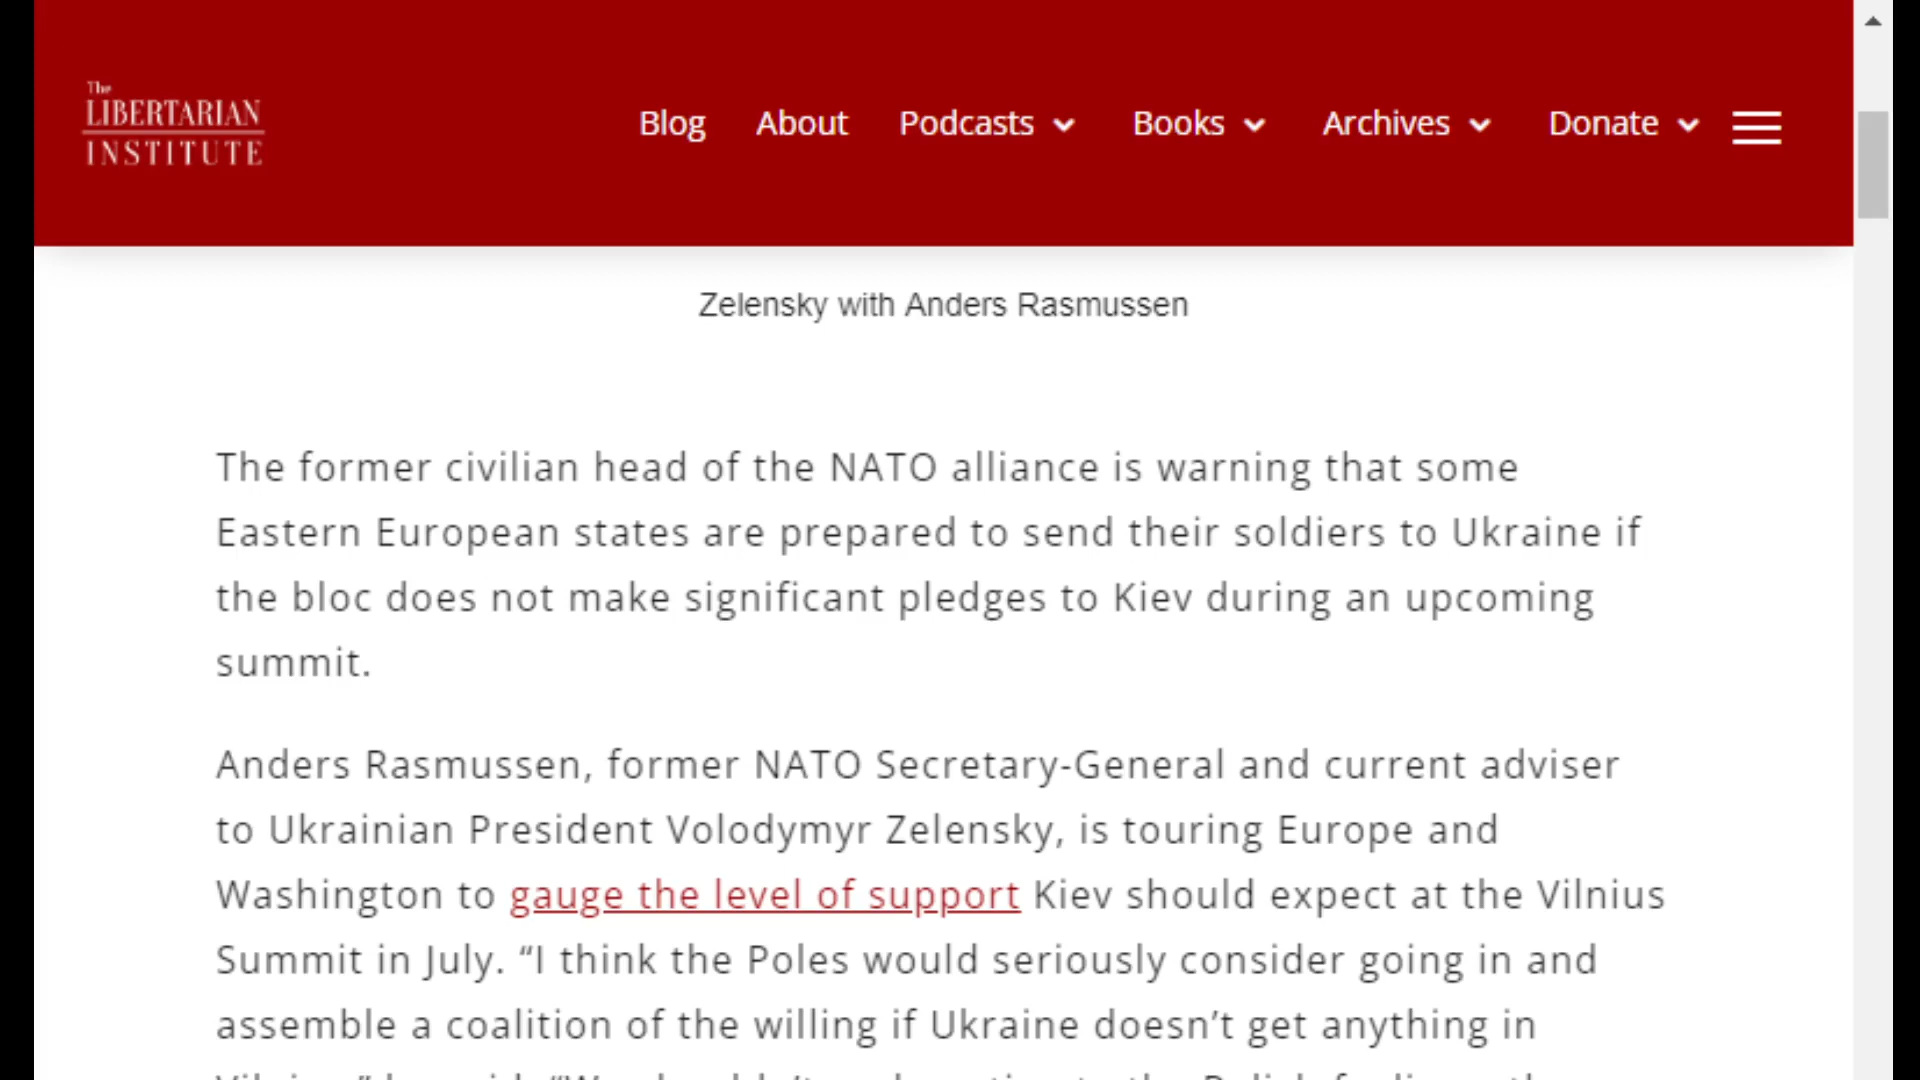 The
LIBERTARIAN
INSTITUTE
Blog About Podcasts Books Archives Donate
Zelensky with Anders Rasmussen
The former civilian head of the NATO alliance is warning that some
Eastern European states are prepared to send their soldiers to Ukraine if
the bloc does not make significant pledges to Kiev during an upcoming
summit.
Anders Rasmussen, former NATO Secretary-General and current adviser
to Ukrainian President Volodymyr Zelensky, is touring Europe and
Washington to gauge the level of support Kiev should expect at the Vilnius
Summit in July. “I think the Poles would seriously consider going in and
assemble a coalition of the willing if Ukraine doesn’t get anything in